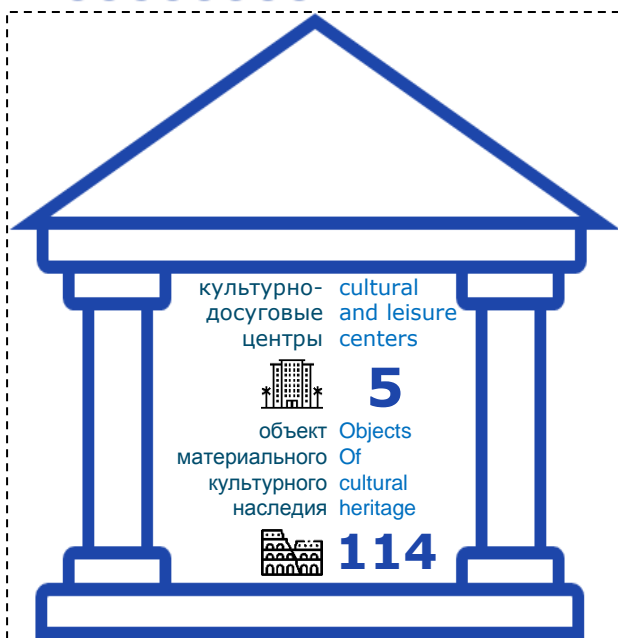 культурно- cultural
досуговые and leisure
центры centers
5
объект Objects
материального Of
культурного cultural
наследия heritage
114